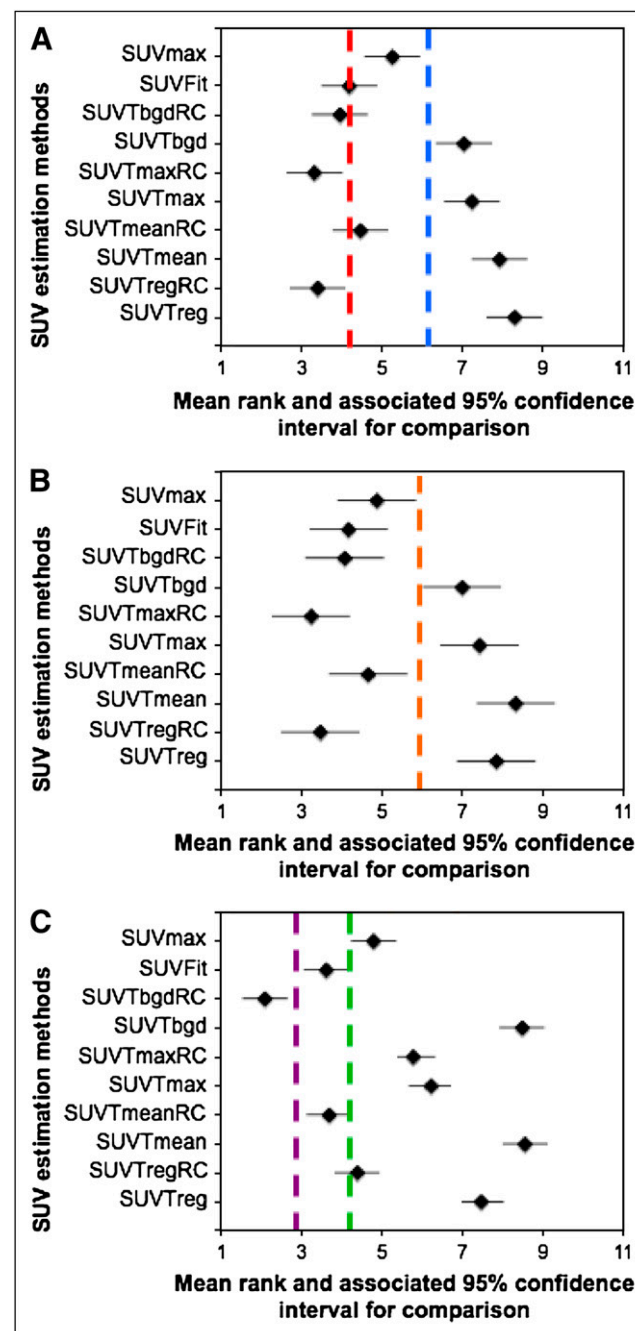 A
SUV estimation methods
SUVmax
SUVFit
SUVTbgdRC
SUVTbgd
SUVTmaxRC
SUVTmax
SUVTmeanRC
SUVTmean
SUVTregRC
SUVTreg
1 3 5 7 9 11
Mean rank and associated 95% confidence
interval for comparison
B
SUV estimation methods
SUVmax
SUVFit
SUVTbgdRC
SUVTbgd
SUVTmaxRC
SUVTmax
SUVTmeanRC
SUVTmean
SUVTregRC
SUVTreg
1 3 5 7 9 11
Mean rank and associated 95% confidence
interval for comparison
C
SUV estimation methods
SUVmax
SUVFit
SUVTbgdRC
SUVTbgd
SUVTmaxRC
SUVTmax
SUVTmeanRC
SUVTmean
SUVTregRC
SUVTreg
1 3 5 7 9 11
Mean rank and associated 95% confidence
interval for comparison